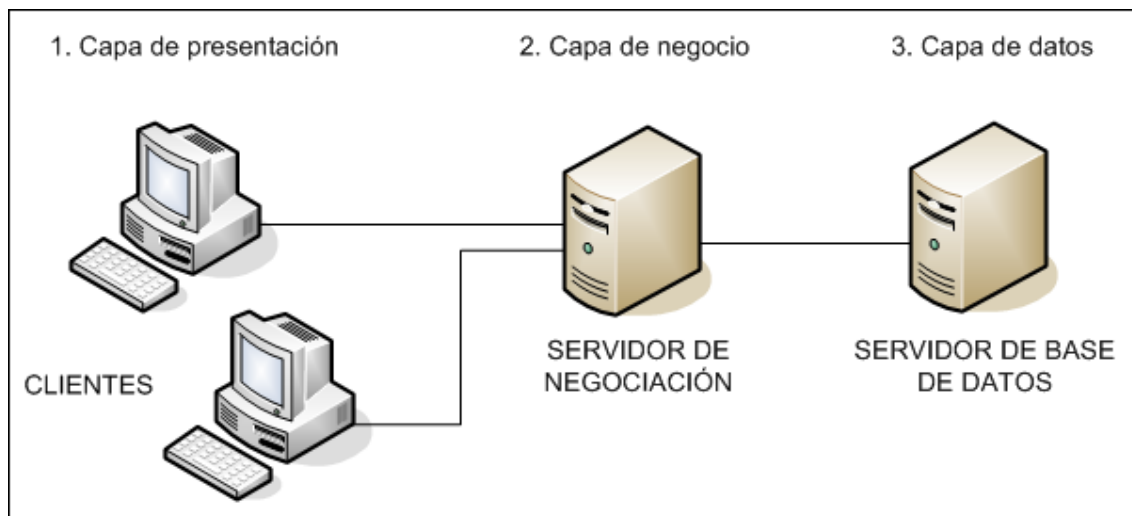 1. Capa de presentación
2. Capa de negocio
3. Capa de datos
CLIENTES
SERVIDOR DE
NEGOCIACIÓN
SERVIDOR DE BASE
DE DATOS